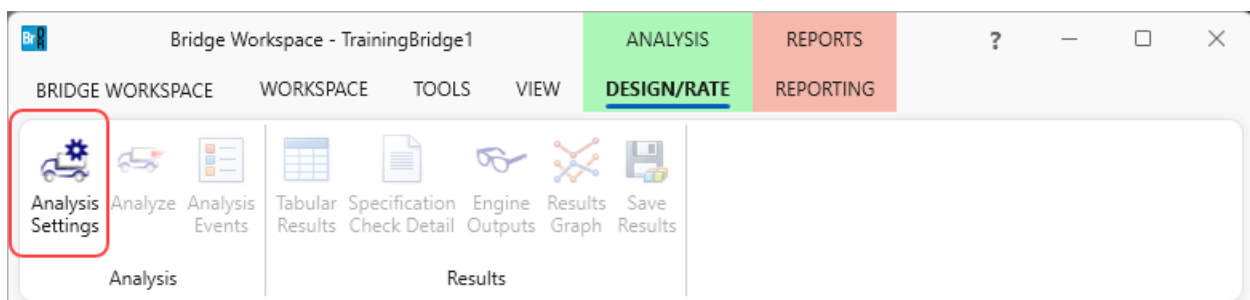 Br Bridge Workspace - TrainingBridge1 ANALYSIS REPORTS ?
BRIDGE WORKSPACE WORKSPACE TOOLS VIEW DESIGN/RATE REPORTING
Analysis Settings
Analyze
Analysis Events
Tabular Results
Specification Check Detail
Engine Outputs
Results Graph
Save Results
Analysis Results